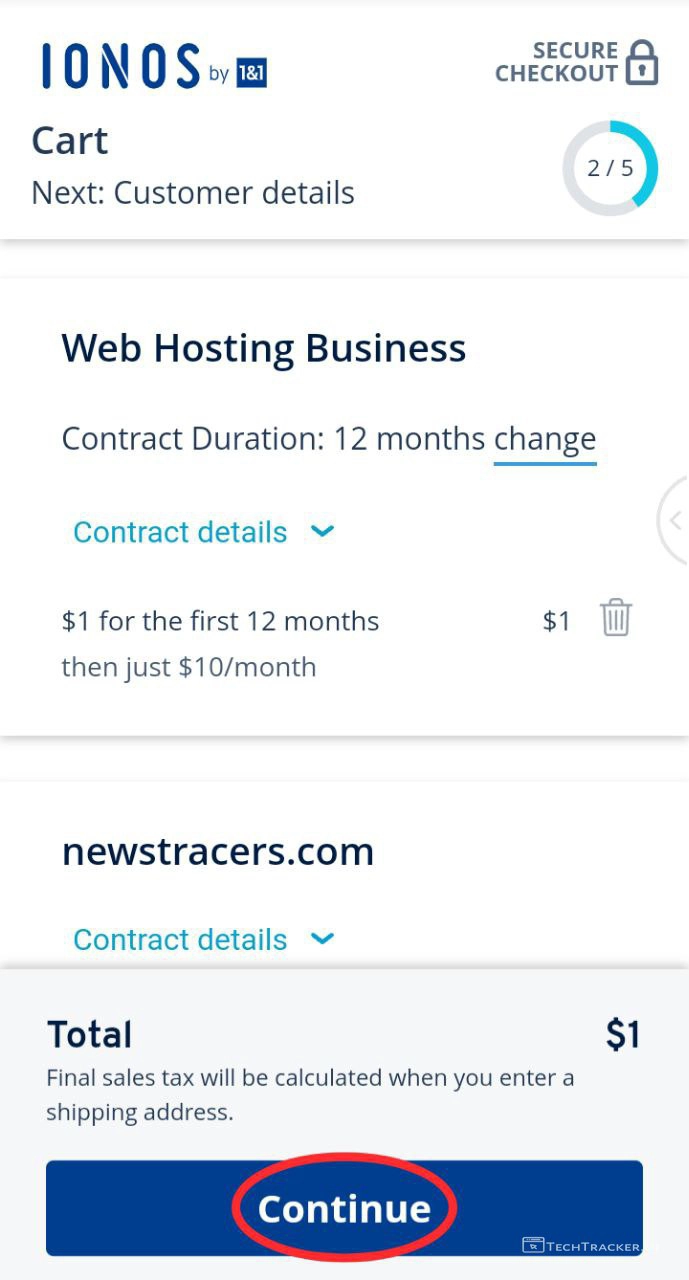 IONOS by 1&1
SECURE
CHECKOUT
Cart
Next: Customer details
2 / 5
Web Hosting Business
Contract Duration: 12 months change
Contract details
$1 for the first 12 months $1
then just $10/month
newstracers.com
Contract details
Total $1
Final sales tax will be calculated when you enter a
shipping address.
Continue
TECHTRACKER